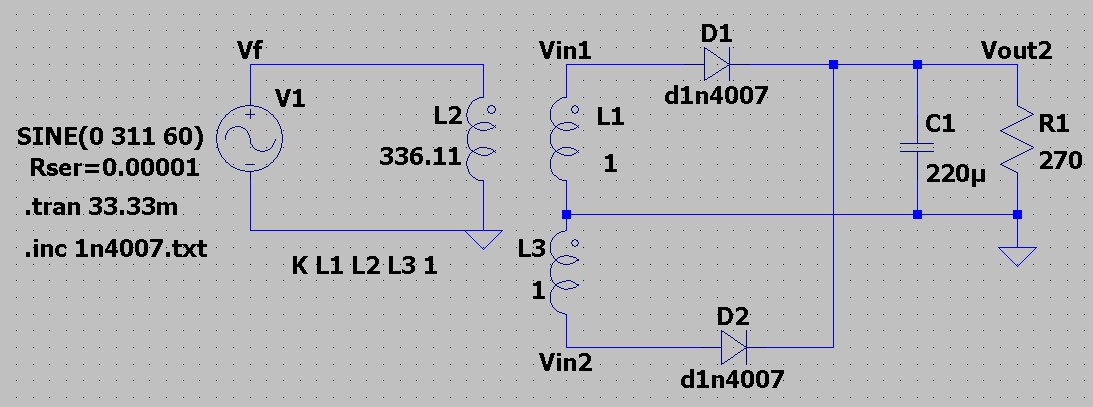 Vf
V1
SINE(0 311 60)
Rser=0.00001
.tran 33.33m
.inc 1n4007.txt
L2
336.11
K L1 L2 L3 1
Vin1
L1
1
L3
1
Vin2
D1
d1n4007
D2
d1n4007
Vout2
C1
220µ
R1
270
+
−